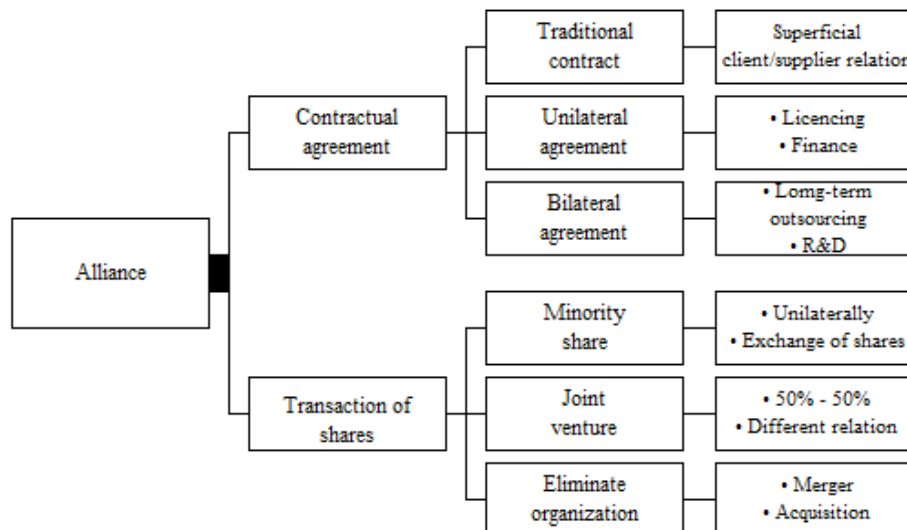 Traditional
contract
Superficial
client/supplier relation
Contractual
agreement
Unilateral
agreement
• Licencing
• Finance
Bilateral
agreement
• Lomg-term
outsourcing
• R&D
Alliance
Minority
share
• Unilaterally
• Exchange of shares
Transaction of
shares
Joint
venture
• 50% - 50%
• Different relation
Eliminate
organization
• Merger
• Acquisition